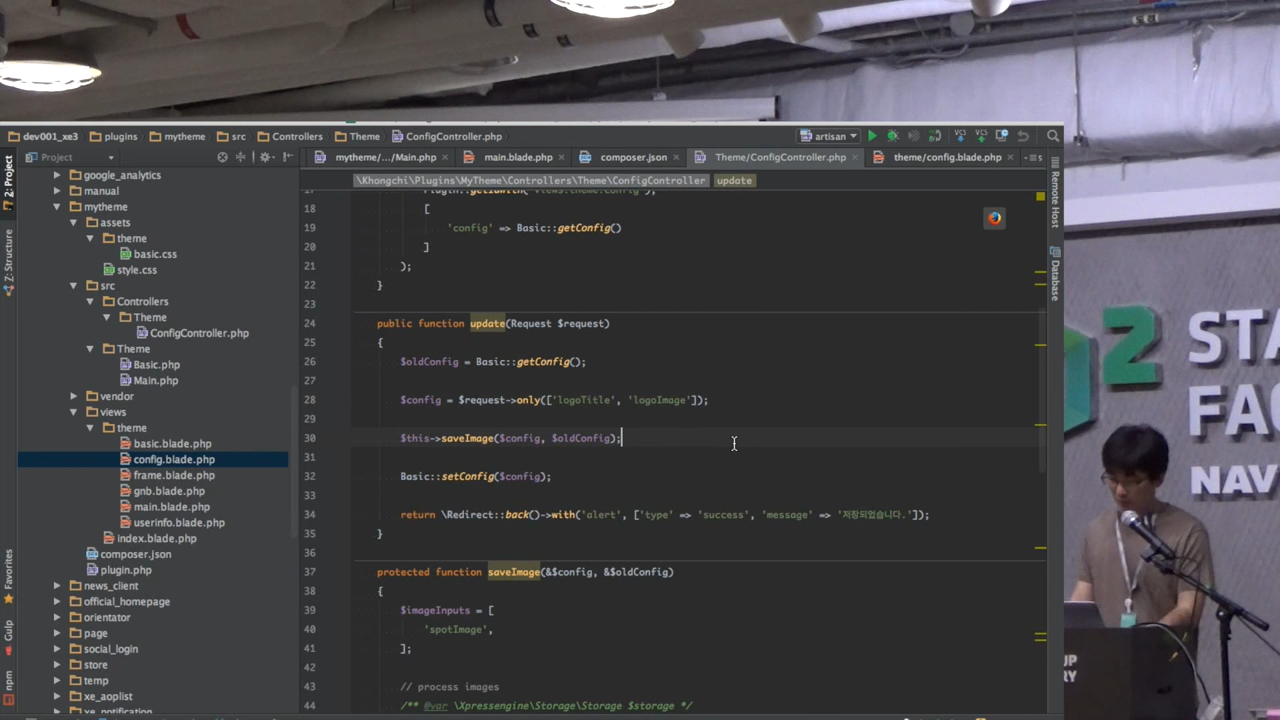 dev001_xe3 plugins mytheme src Controllers Theme ConfigController.php artisan
Project mytheme/.../Main.php main.blade.php composer.json Theme/ConfigController.php theme/config.blade.php
\Khongchi\Plugins\MyTheme\Controllers\Theme\ConfigController update
1: Project
Z: Structure
Favorites
Gulp
npm
google_analytics
manual
mytheme
assets
theme
basic.css
style.css
src
Controllers
Theme
ConfigController.php
Theme
Basic.php
Main.php
vendor
views
theme
basic.blade.php
config.blade.php
frame.blade.php
gnb.blade.php
main.blade.php
userinfo.blade.php
index.blade.php
composer.json
plugin.php
news_client
official_homepage
orientator
page
social_login
store
temp
xe_aoplist
xe_notification
18 [
19 'config' => Basic::getConfig()
20 ]
21 );
22 }
23
24 public function update(Request $request)
25 {
26 $oldConfig = Basic::getConfig();
27
28 $config = $request->only(['logoTitle', 'logoImage']);
29
30 $this->saveImage($config, $oldConfig);
31
32 Basic::setConfig($config);
33
34 return \Redirect::back()->with('alert', ['type' => 'success', 'message' => '저장되었습니다.']);
35 }
36
37 protected function saveImage(&$config, &$oldConfig)
38 {
39 $imageInputs = [
40 'spotImage',
41 ];
42
43 // process images
44 /** @var \Xpressengine\Storage\Storage $storage */
Remote Host
Database
2 STA
FAC
NAV
UP
RY